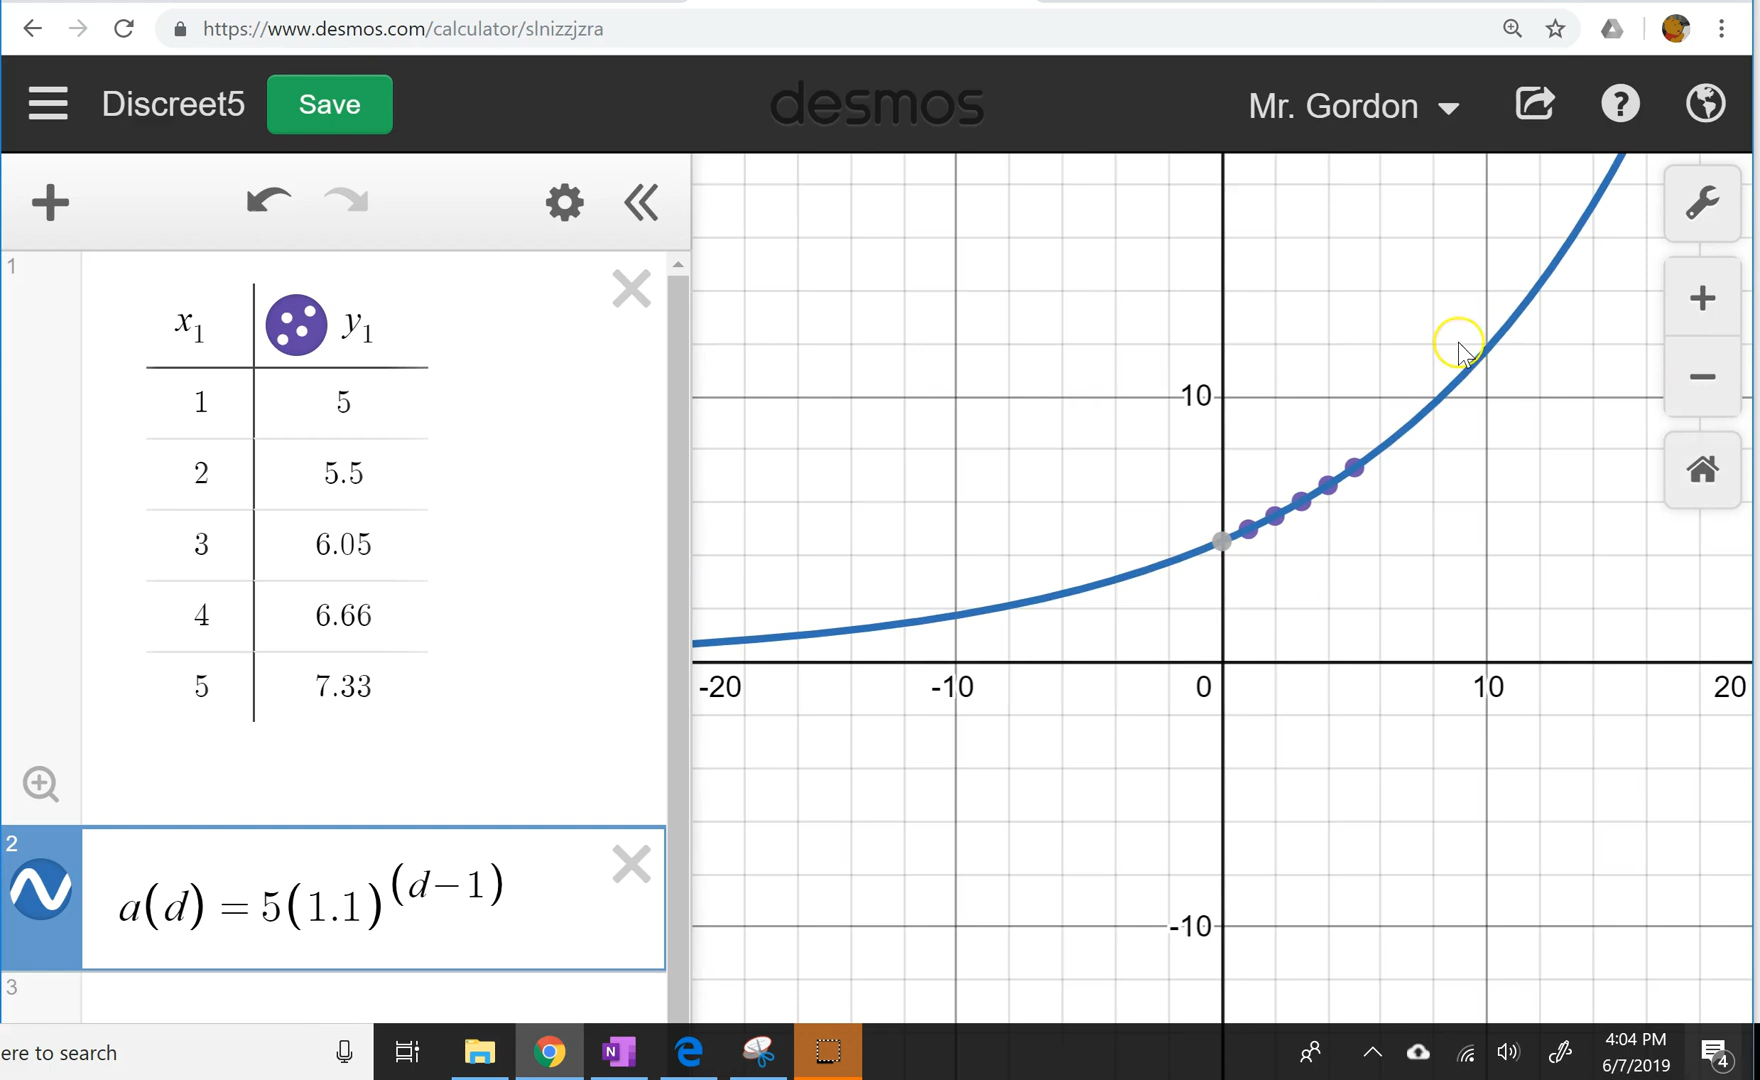 https://www.desmos.com/calculator/slnizzjzra
Discreet5
Save
desmos
Mr. Gordon
1
x₁ y₁
1 5
2 5.5
3 6.05
4 6.66
5 7.33
2
a(d) = 5(1.1)^(d−1)
3
10
-20 -10 0 10 20
-10
ere to search
4:04 PM
6/7/2019
4